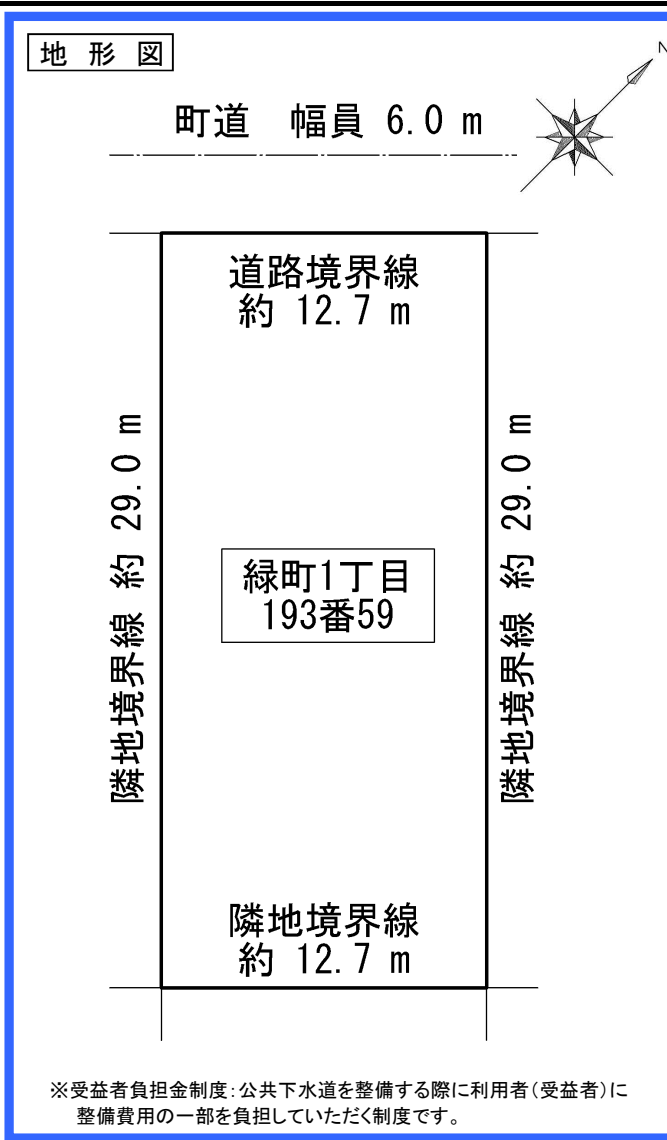 地 形 図
N
町道　幅員 6.0 m
道路境界線
約 12.7 m
隣地境界線 約 29.0 m
隣地境界線 約 29.0 m
緑町1丁目
193番59
隣地境界線
約 12.7 m
※受益者負担金制度：公共下水道を整備する際に利用者（受益者）に
整備費用の一部を負担していただく制度です。